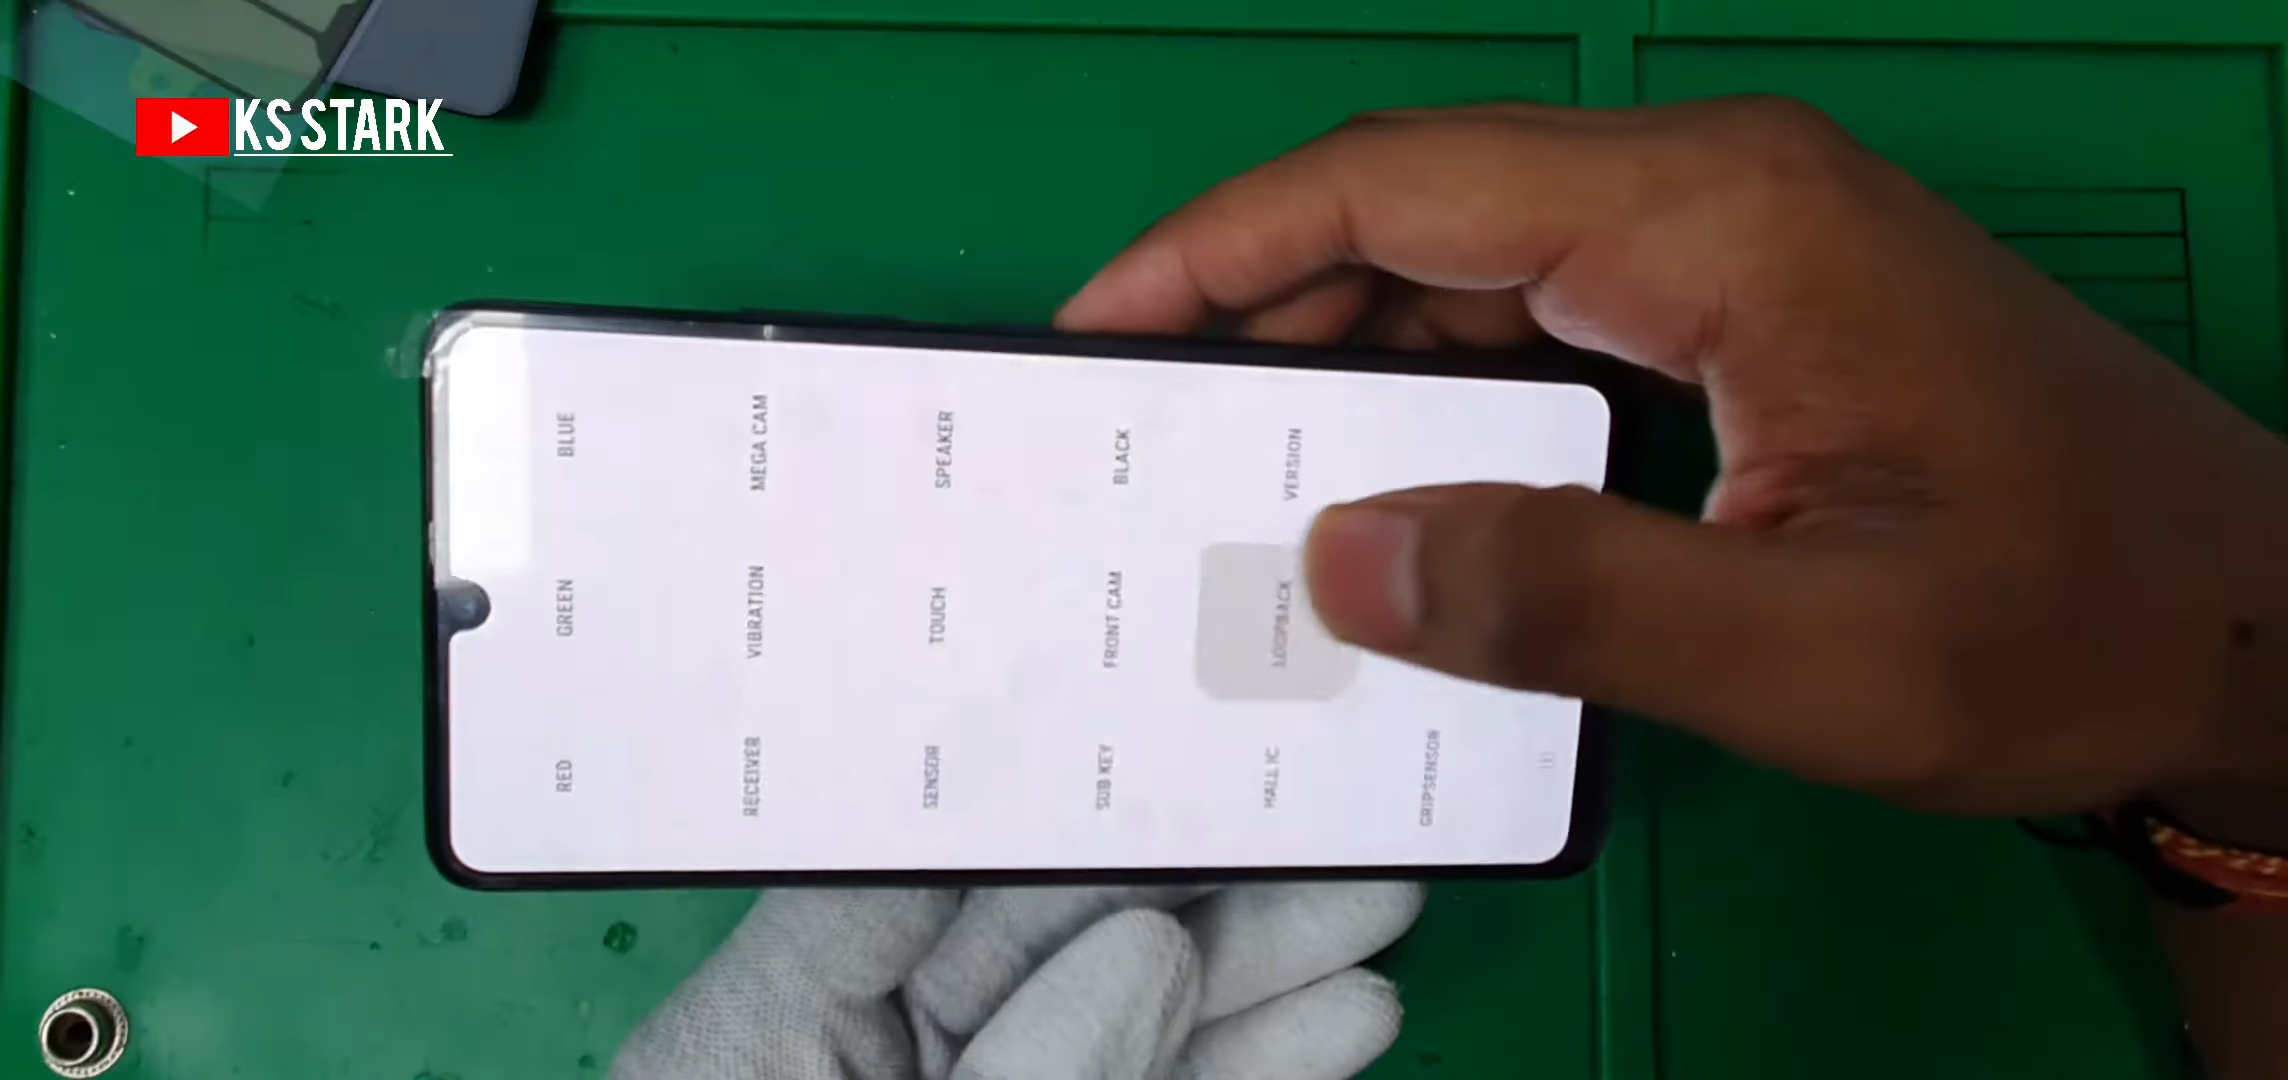 KS STARK
RED GREEN BLUE
RECEIVER VIBRATION MEGA CAM
SENSOR TOUCH SPEAKER
SUB KEY FRONT CAM BLACK
HALL IC LOOPBACK VERSION
GRIPSENSOR